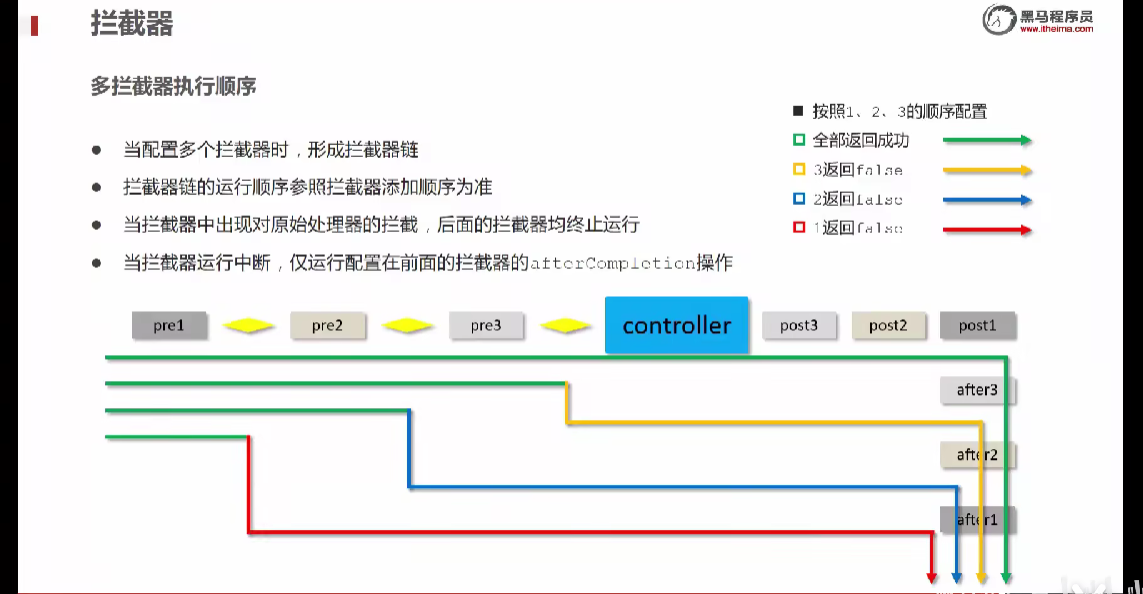 拦截器
黑马程序员
www.itheima.com
多拦截器执行顺序
当配置多个拦截器时，形成拦截器链
拦截器链的运行顺序参照拦截器添加顺序为准
当拦截器中出现对原始处理器的拦截，后面的拦截器均终止运行
当拦截器运行中断，仅运行配置在前面的拦截器的afterCompletion操作
按照1、2、3的顺序配置
全部返回成功
3返回false
2返回false
1返回false
pre1 pre2 pre3 controller post3 post2 post1
after3
after2
after1